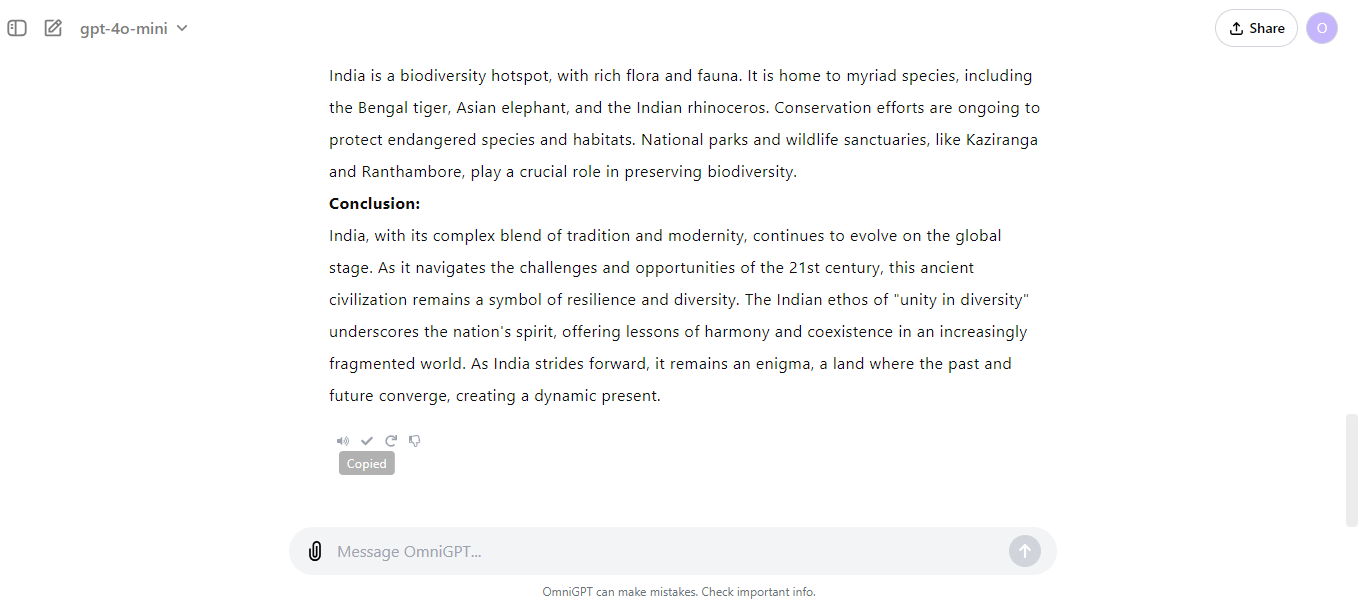 gpt-4o-mini
Share
O
India is a biodiversity hotspot, with rich flora and fauna. It is home to myriad species, including
the Bengal tiger, Asian elephant, and the Indian rhinoceros. Conservation efforts are ongoing to
protect endangered species and habitats. National parks and wildlife sanctuaries, like Kaziranga
and Ranthambore, play a crucial role in preserving biodiversity.
Conclusion:
India, with its complex blend of tradition and modernity, continues to evolve on the global
stage. As it navigates the challenges and opportunities of the 21st century, this ancient
civilization remains a symbol of resilience and diversity. The Indian ethos of "unity in diversity"
underscores the nation's spirit, offering lessons of harmony and coexistence in an increasingly
fragmented world. As India strides forward, it remains an enigma, a land where the past and
future converge, creating a dynamic present.
Copied
Message OmniGPT...
OmniGPT can make mistakes. Check important info.